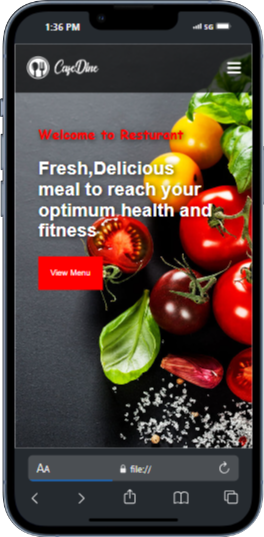 1:36 PM
5G
CafeDine
Welcome to Resturant
Fresh,Delicious
meal to reach your
optimum health and
fitness
View Menu
AA
file://